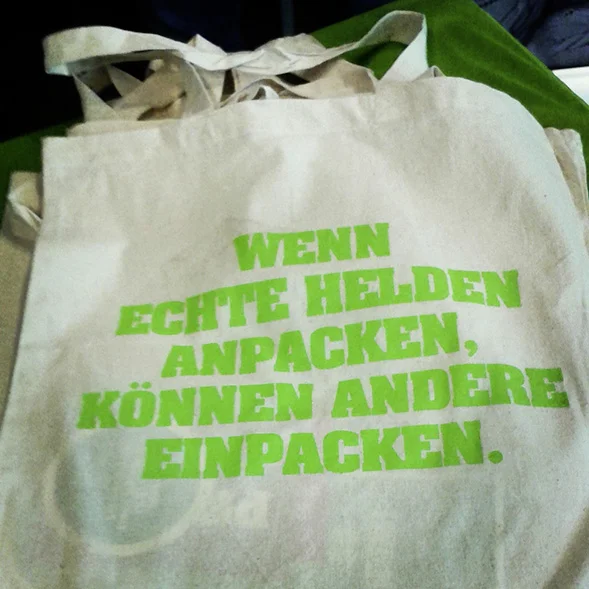 WENN
ECHTE HELDEN
ANPACKEN,
KÖNNEN ANDERE
EINPACKEN.